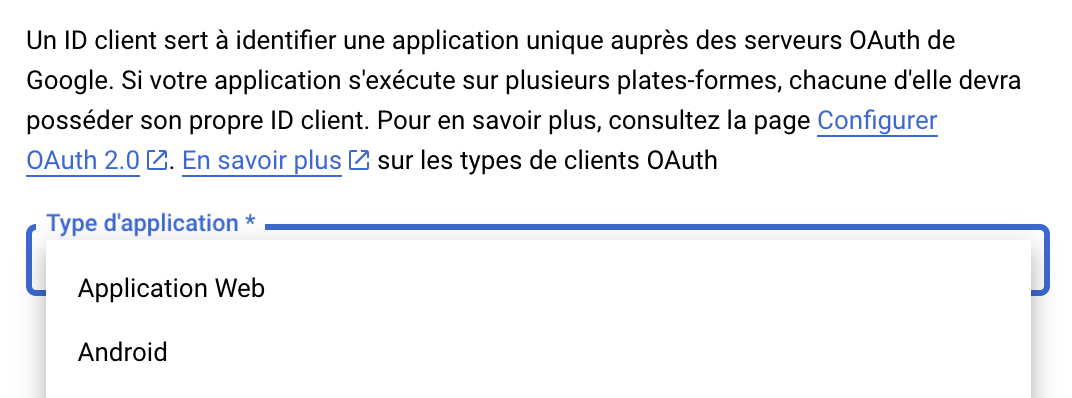 Un ID client sert à identifier une application unique auprès des serveurs OAuth de
Google. Si votre application s'exécute sur plusieurs plates-formes, chacune d'elle devra
posséder son propre ID client. Pour en savoir plus, consultez la page Configurer
OAuth 2.0. En savoir plus sur les types de clients OAuth
Type d'application *
Application Web
Android